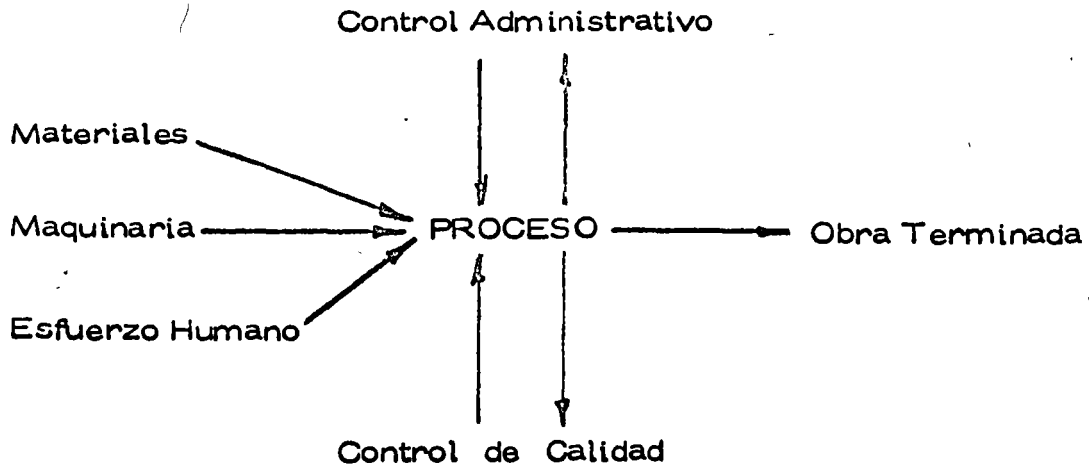 Control Administrativo
Materiales
Maquinaria
PROCESO
Obra Terminada
Esfuerzo Humano
Control de Calidad